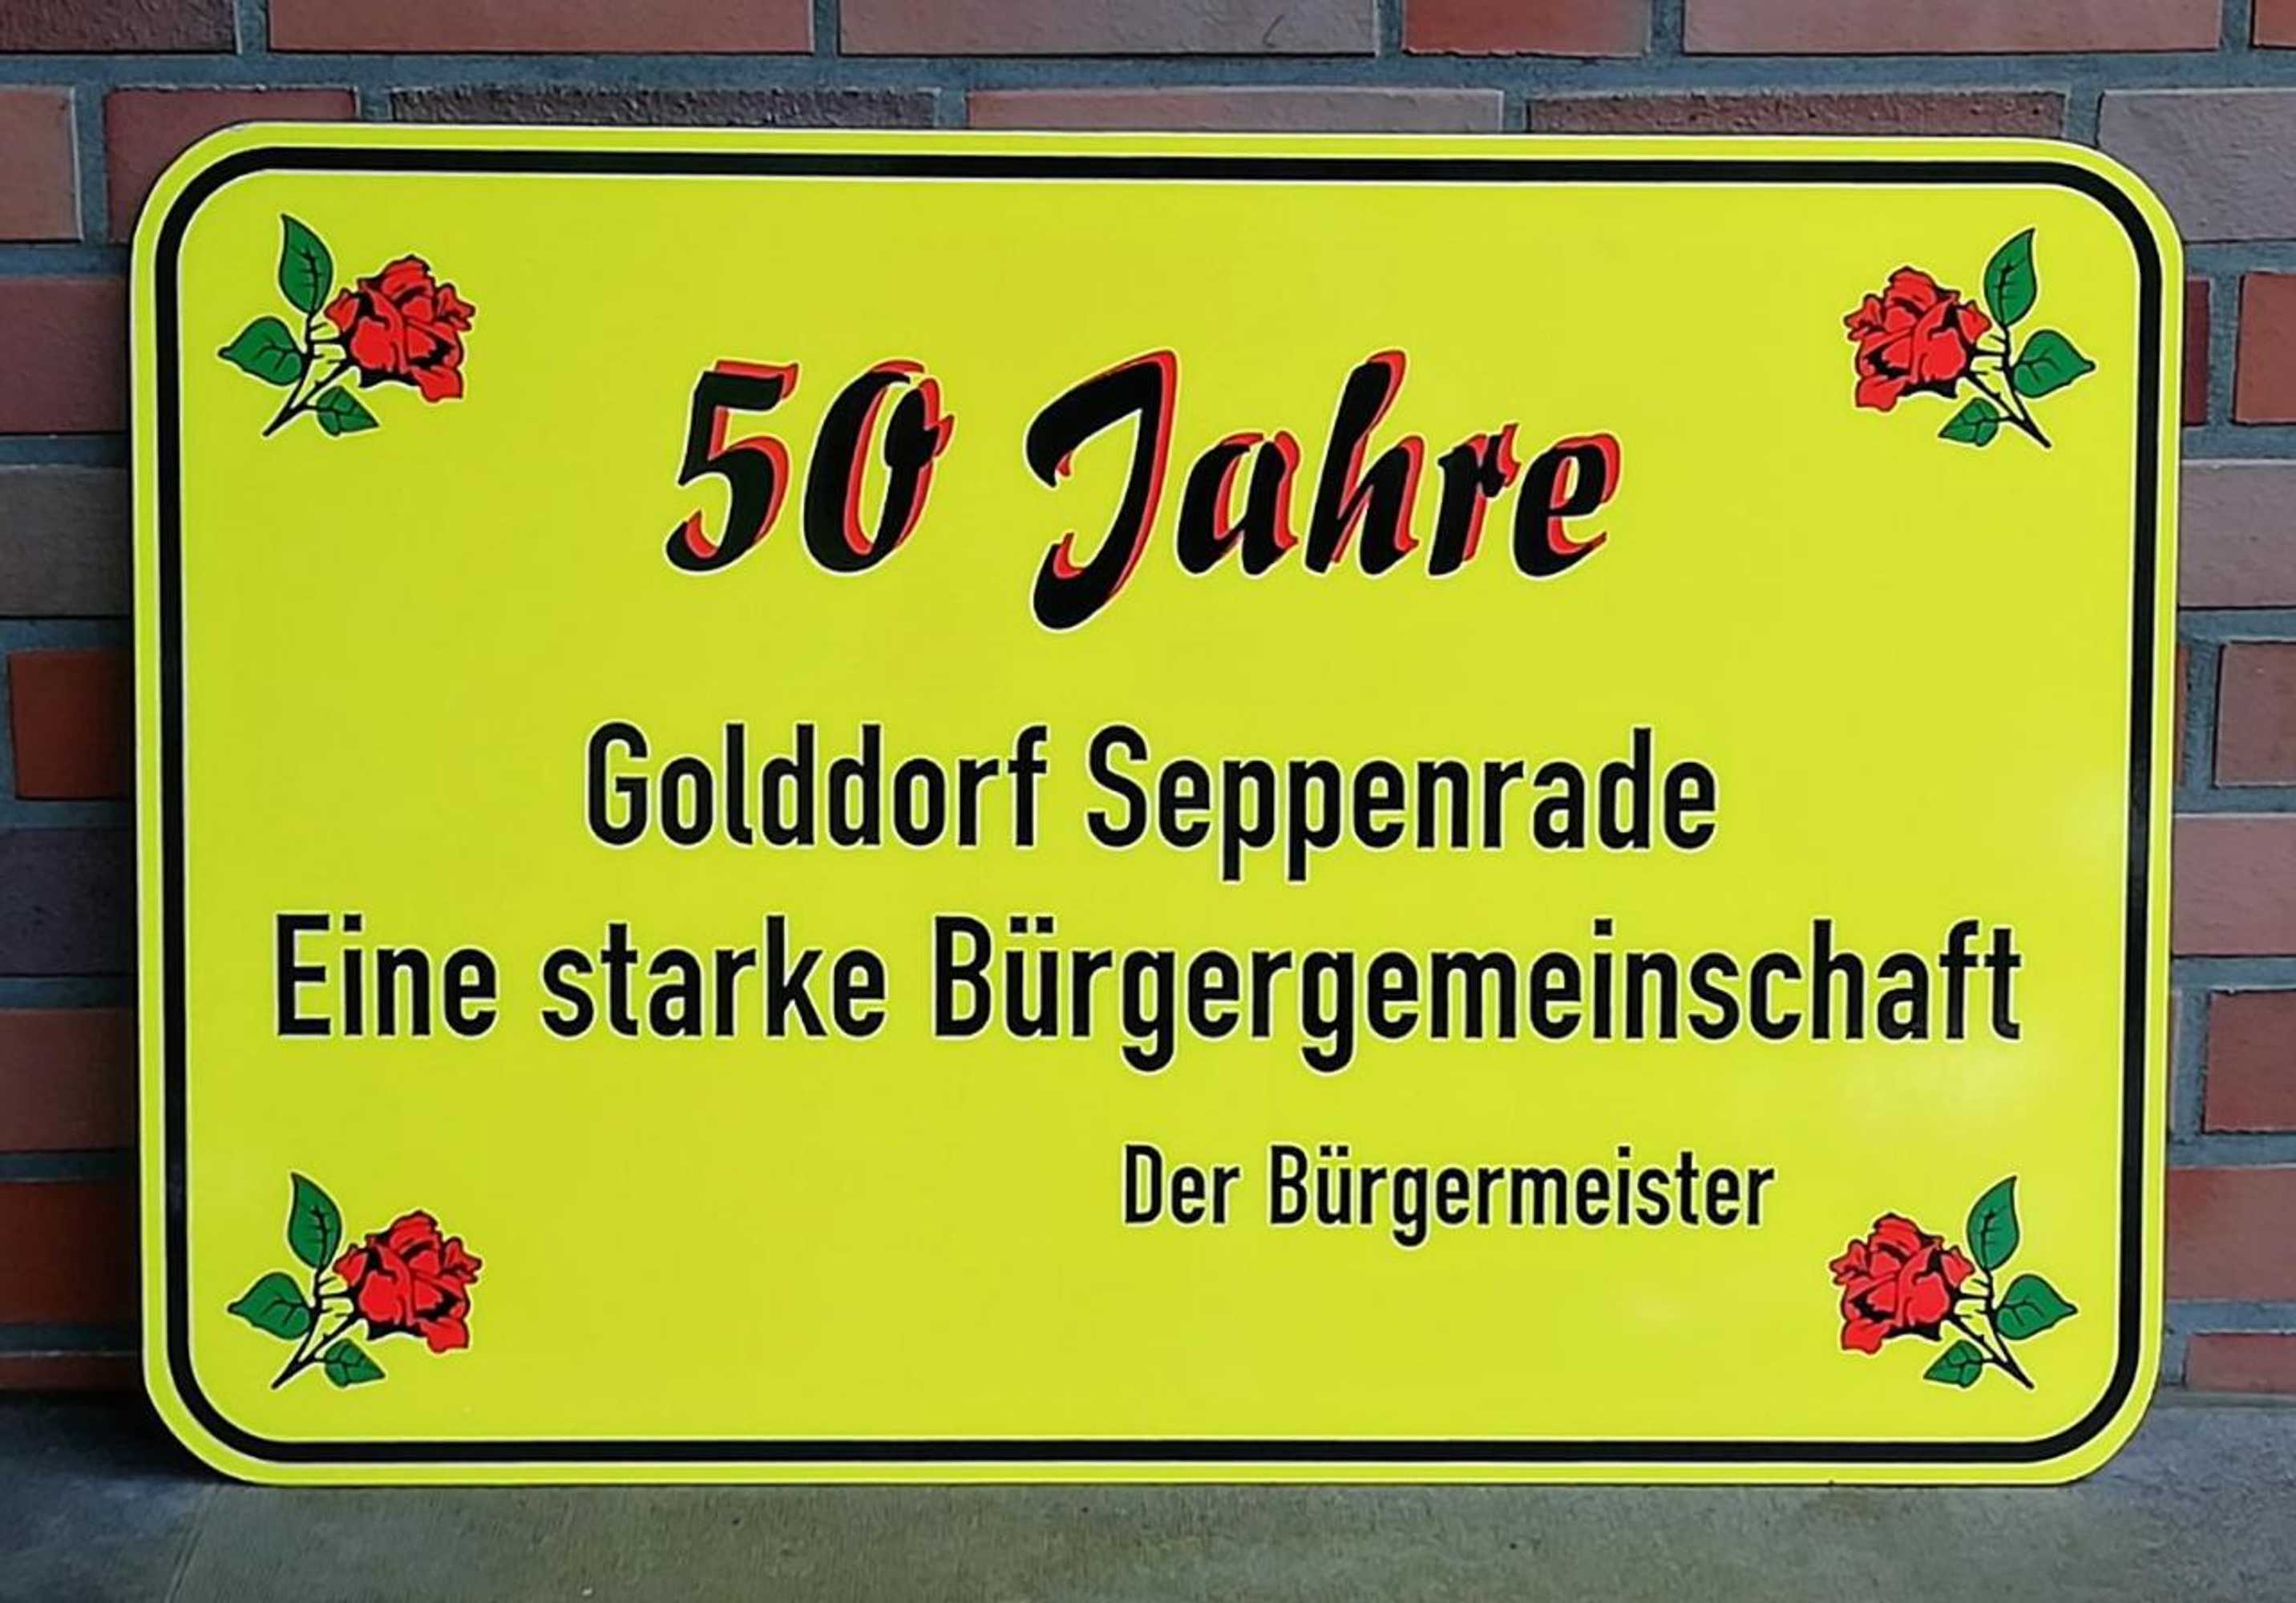 50 Jahre
Golddorf Seppenrade
Eine starke Bürgergemeinschaft
Der Bürgermeister